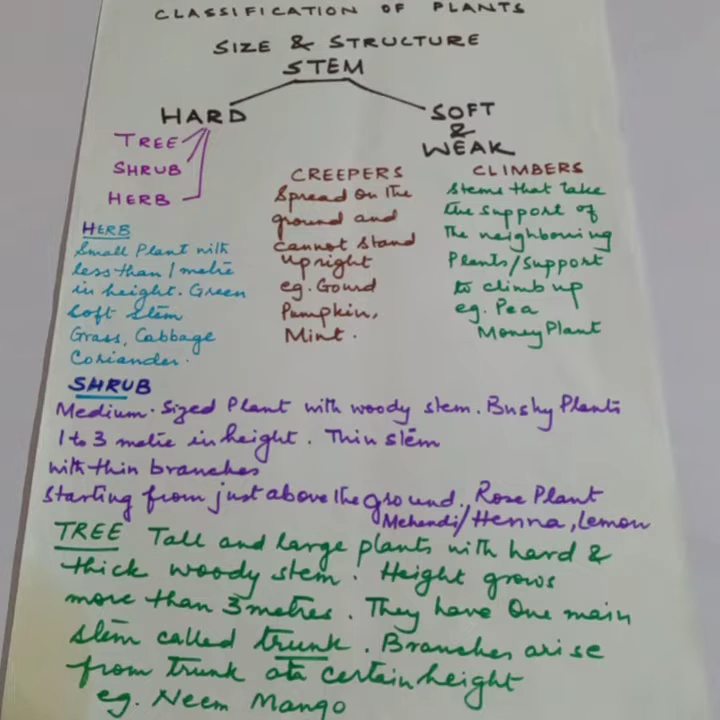 CLASSIFICATION OF PLANTS
SIZE & STRUCTURE
STEM
HARD
TREE
SHRUB
HERB
SOFT
&
WEAK
HERB
Small Plant with
less than 1 metre
in height. Green
Soft Stem
Grass, Cabbage
Coriander.
CREEPERS
Spread on the
ground and
cannot stand
upright
eg. Gourd
Pumpkin,
Mint.
CLIMBERS
Stems that take
the support of
The neighbouring
Plants/support
to climb up
eg. Pea
Money Plant
SHRUB
Medium. Sized Plant with woody stem. Bushy Plants
1 to 3 metre in height. Thin stem
with thin branches
Starting from just above the ground. Rose Plant
Mehendi/Henna, Lemon
TREE Tall and large plants with hard &
thick woody stem. Height grows
more than 3 metres. They have One main
stem called trunk. Branches arise
from trunk at a certain height
eg. Neem Mango